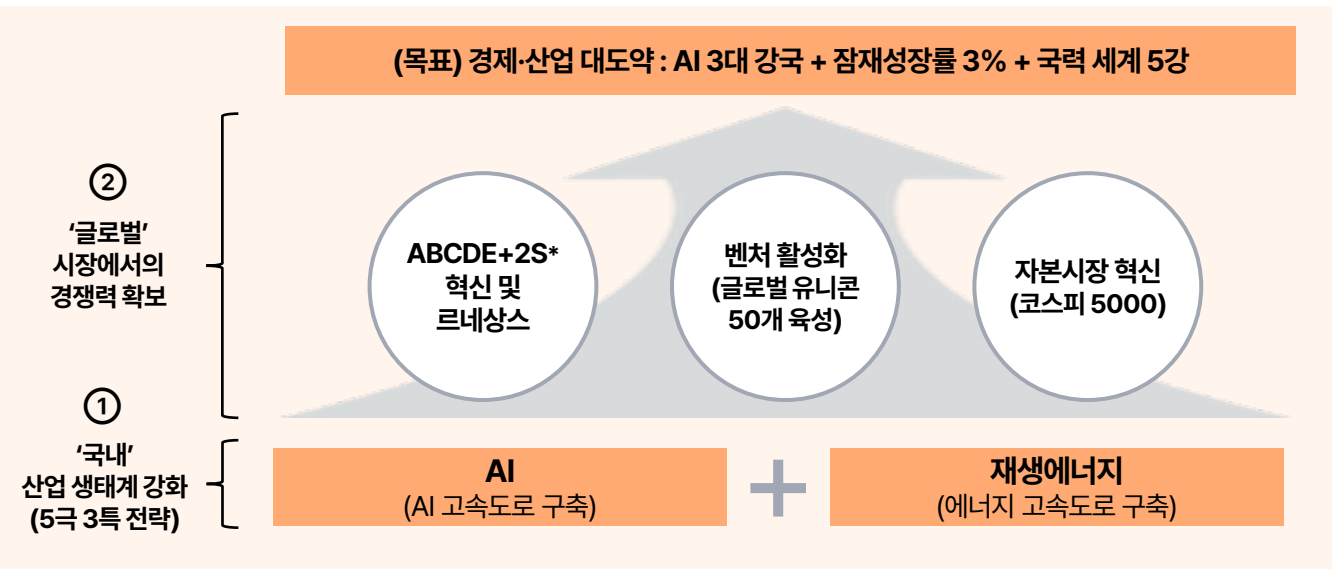 (목표) 경제·산업 대도약 : AI 3대 강국 + 잠재성장률 3% + 국력 세계 5강
②
‘글로벌’
시장에서의
경쟁력 확보
ABCDE+2S*
혁신 및
르네상스
벤처 활성화
(글로벌 유니콘
50개 육성)
자본시장 혁신
(코스피 5000)
①
‘국내’
산업 생태계 강화
(5극 3특 전략)
AI
(AI 고속도로 구축)
+
재생에너지
(에너지 고속도로 구축)